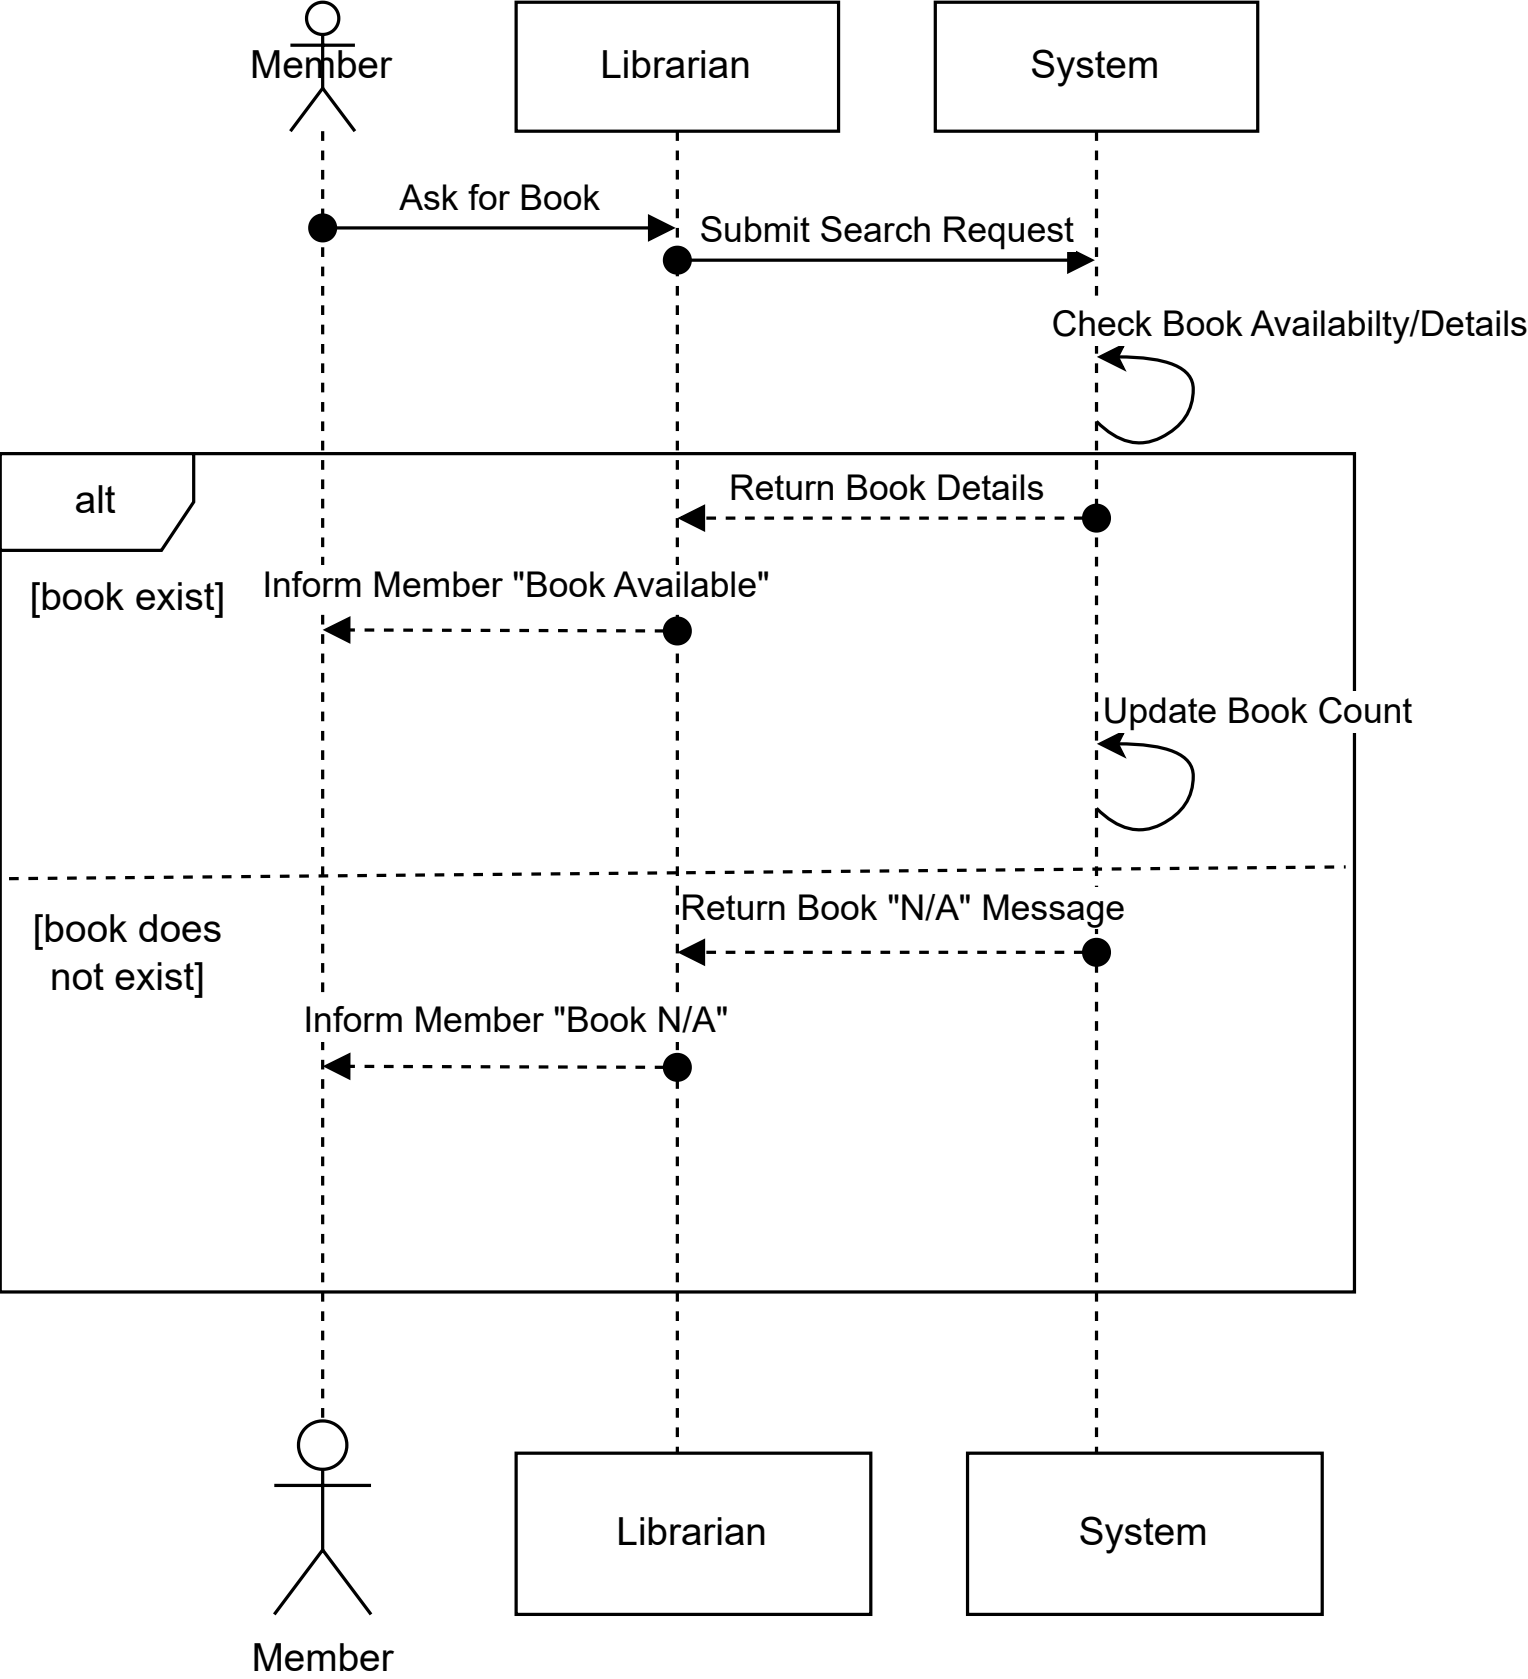 Member
Librarian
System
Ask for Book
Submit Search Request
Check Book Availabilty/Details
alt
Return Book Details
[book exist]
Inform Member "Book Available"
Update Book Count
Return Book "N/A" Message
[book does
not exist]
Inform Member "Book N/A"
Librarian
System
Member